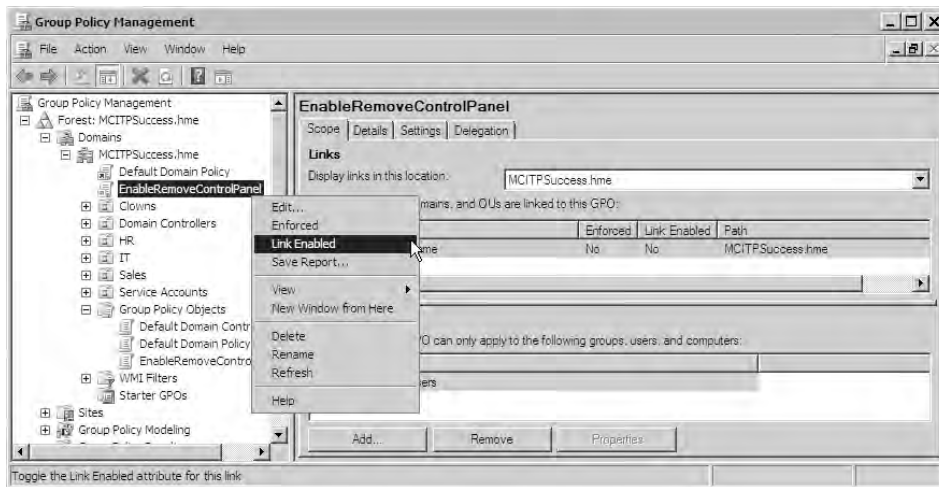 Group Policy Management
File Action View Window Help
Group Policy Management
Forest: MCITPSuccess.hme
Domains
MCITPSuccess.hme
Default Domain Policy
EnableRemoveControlPanel
Clowns
Domain Controllers
HR
IT
Sales
Service Accounts
Group Policy Objects
Default Domain Contr
Default Domain Policy
EnableRemoveContro
WMI Filters
Starter GPOs
Sites
Group Policy Modeling
Edit...
Enforced
Link Enabled
Save Report...
View
New Window from Here
Delete
Rename
Refresh
Help
EnableRemoveControlPanel
Scope Details Settings Delegation
Links
Display links in this location: MCITPSuccess.hme
mains, and OUs are linked to this GPO:
Enforced Link Enabled Path
ame No No MCITPSuccess.hme
PO can only apply to the following groups, users, and computers:
ers
Add... Remove Properties
Toggle the Link Enabled attribute for this link